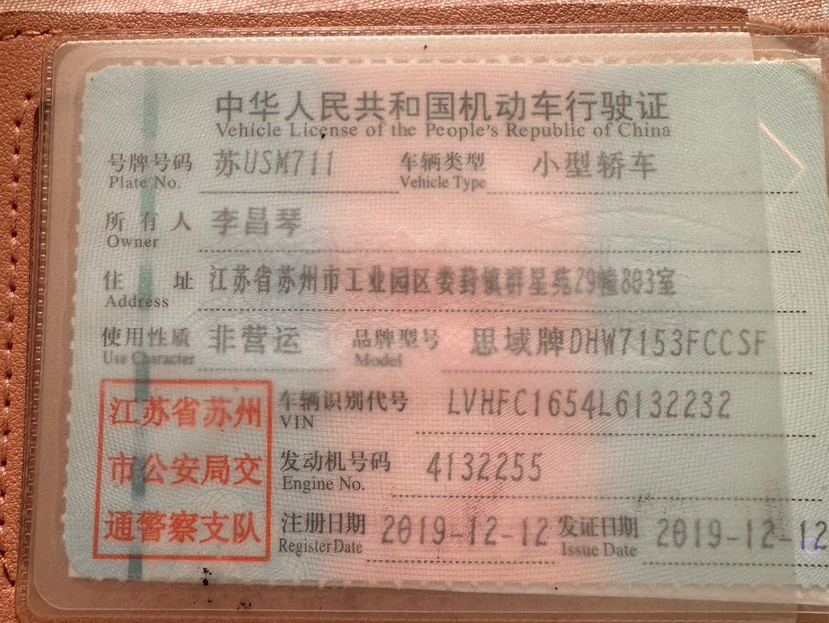 中华人民共和国机动车行驶证
Vehicle License of the People's Republic of China
号牌号码 苏USM711 车辆类型 小型轿车
Plate No. Vehicle Type
所有人 李昌琴
Owner
住址 江苏省苏州市工业园区娄葑镇群星苑29幢803室
Address
使用性质 非营运 品牌型号 思域牌DHW7153FCCSF
Use Character Model
江苏省苏州
市公安局交
通警察支队
车辆识别代号 LVHFC1654L6132232
VIN
发动机号码 4132255
Engine No.
注册日期 2019-12-12 发证日期 2019-12-12
Register Date Issue Date